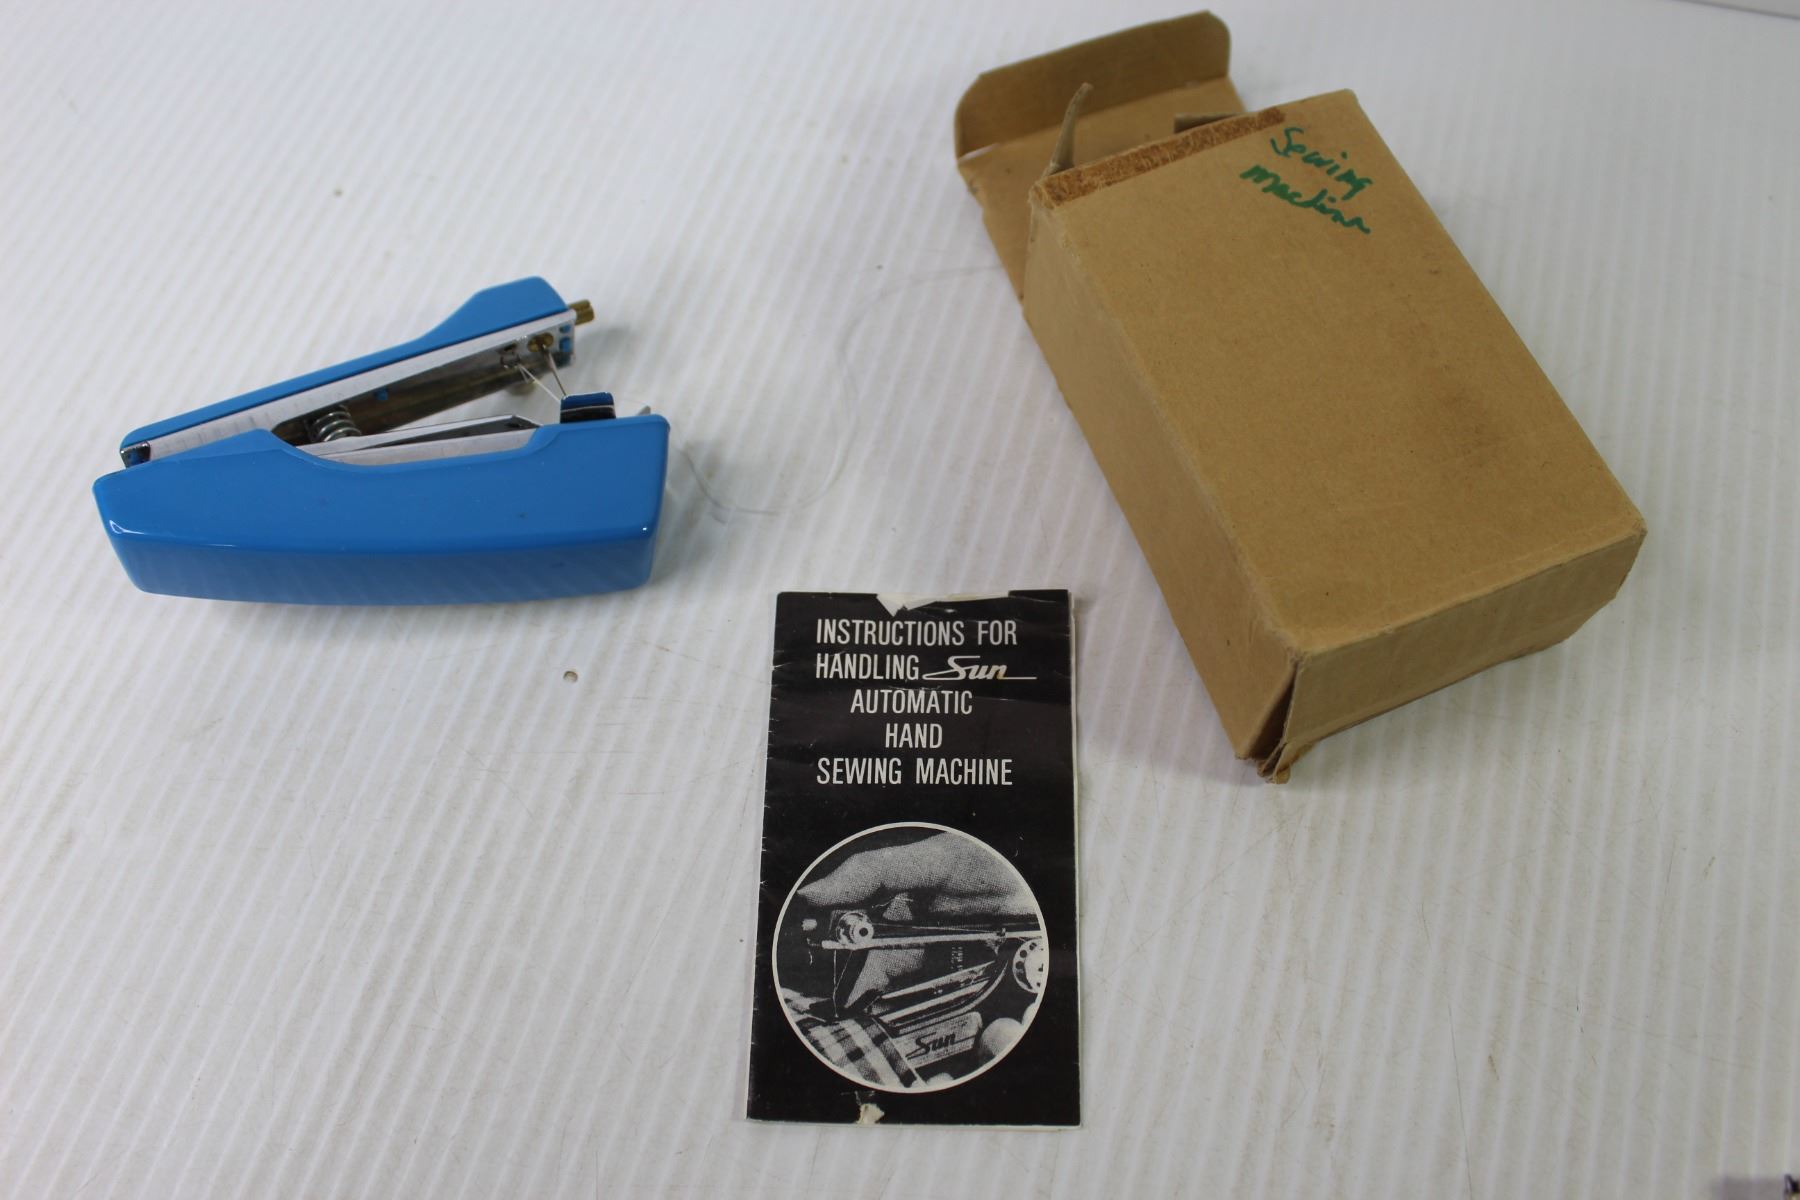 Sewing
Machine
INSTRUCTIONS FOR
HANDLING Sun
AUTOMATIC
HAND
SEWING MACHINE
Sun